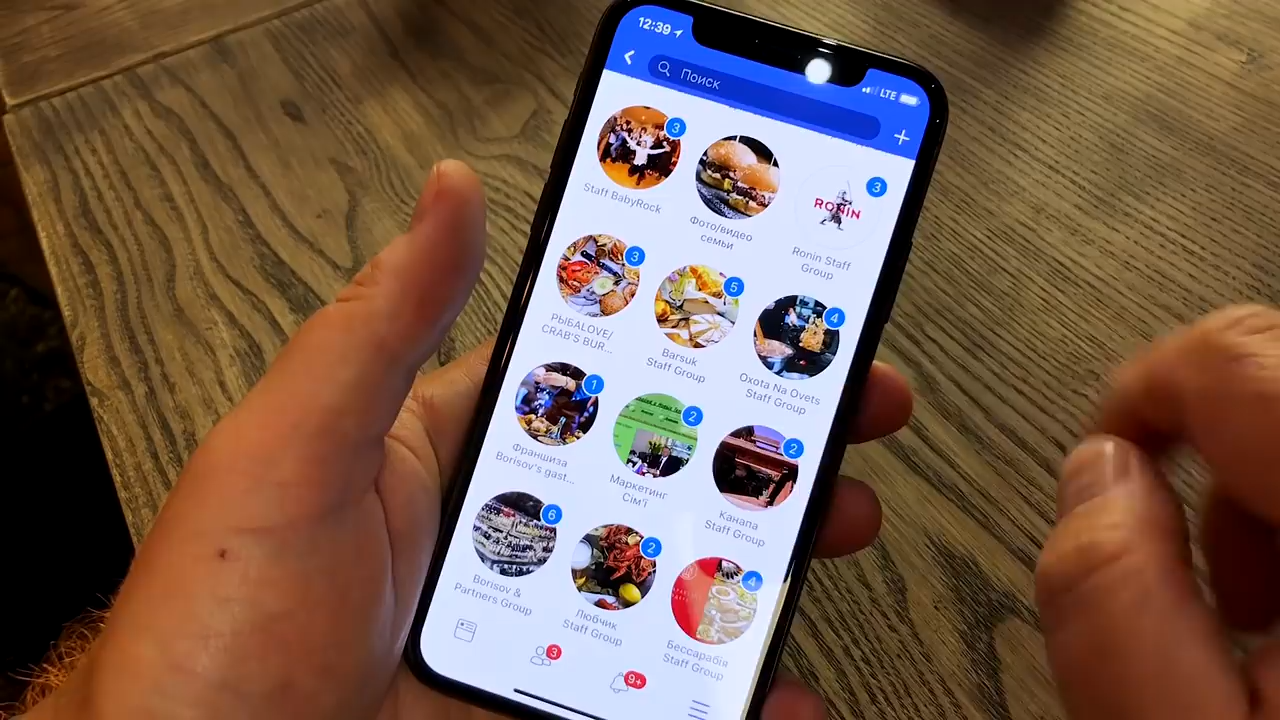 12:39
LTE
Поиск
3
Staff BabyRock
Фото/видео
семьи
3
RONIN
Ronin Staff
Group
3
РЫБАLOVE/
CRAB'S BUR...
5
Barsuk
Staff Group
4
Oxota Na Ovets
Staff Group
1
Франшиза
Borisov's gast...
2
Маркетинг
Сім'ї
2
Канапа
Staff Group
6
Borisov &
Partners Group
2
Любчик
Staff Group
4
Бессарабія
Staff Group
3
9+